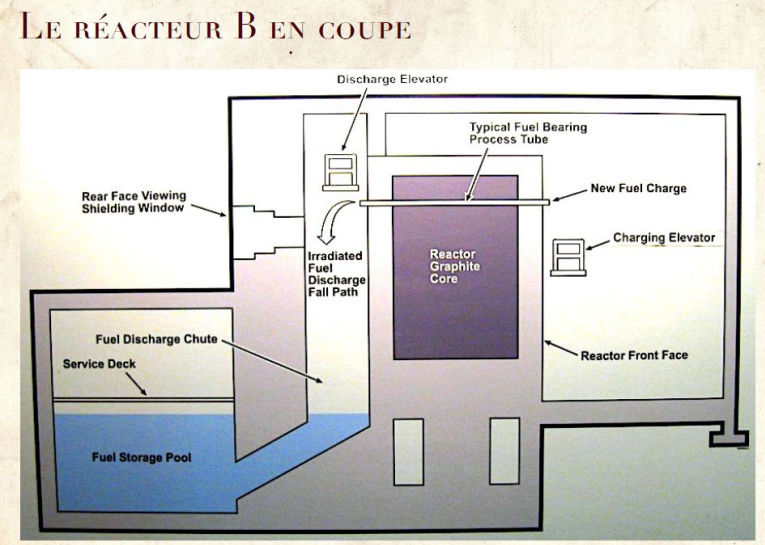 Le réacteur B en coupe
Discharge Elevator
Typical Fuel Bearing
Process Tube
Rear Face Viewing
Shielding Window
New Fuel Charge
Charging Elevator
Irradiated
Fuel
Discharge
Fall Path
Reactor
Graphite
Core
Fuel Discharge Chute
Reactor Front Face
Service Deck
Fuel Storage Pool